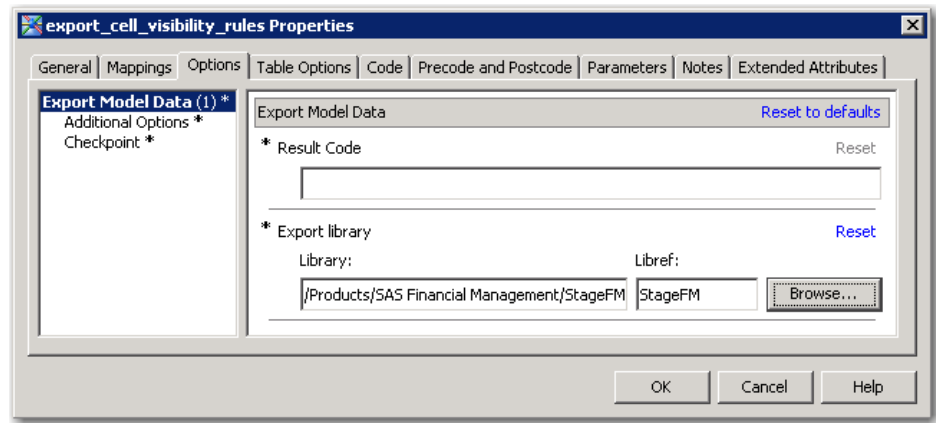 export_cell_visibility_rules Properties
General Mappings Options Table Options Code Precode and Postcode Parameters Notes Extended Attributes
Export Model Data (1) *
Additional Options *
Checkpoint *
Export Model Data Reset to defaults
* Result Code Reset
* Export library Reset
Library: Libref:
/Products/SAS Financial Management/StageFM StageFM Browse...
OK Cancel Help